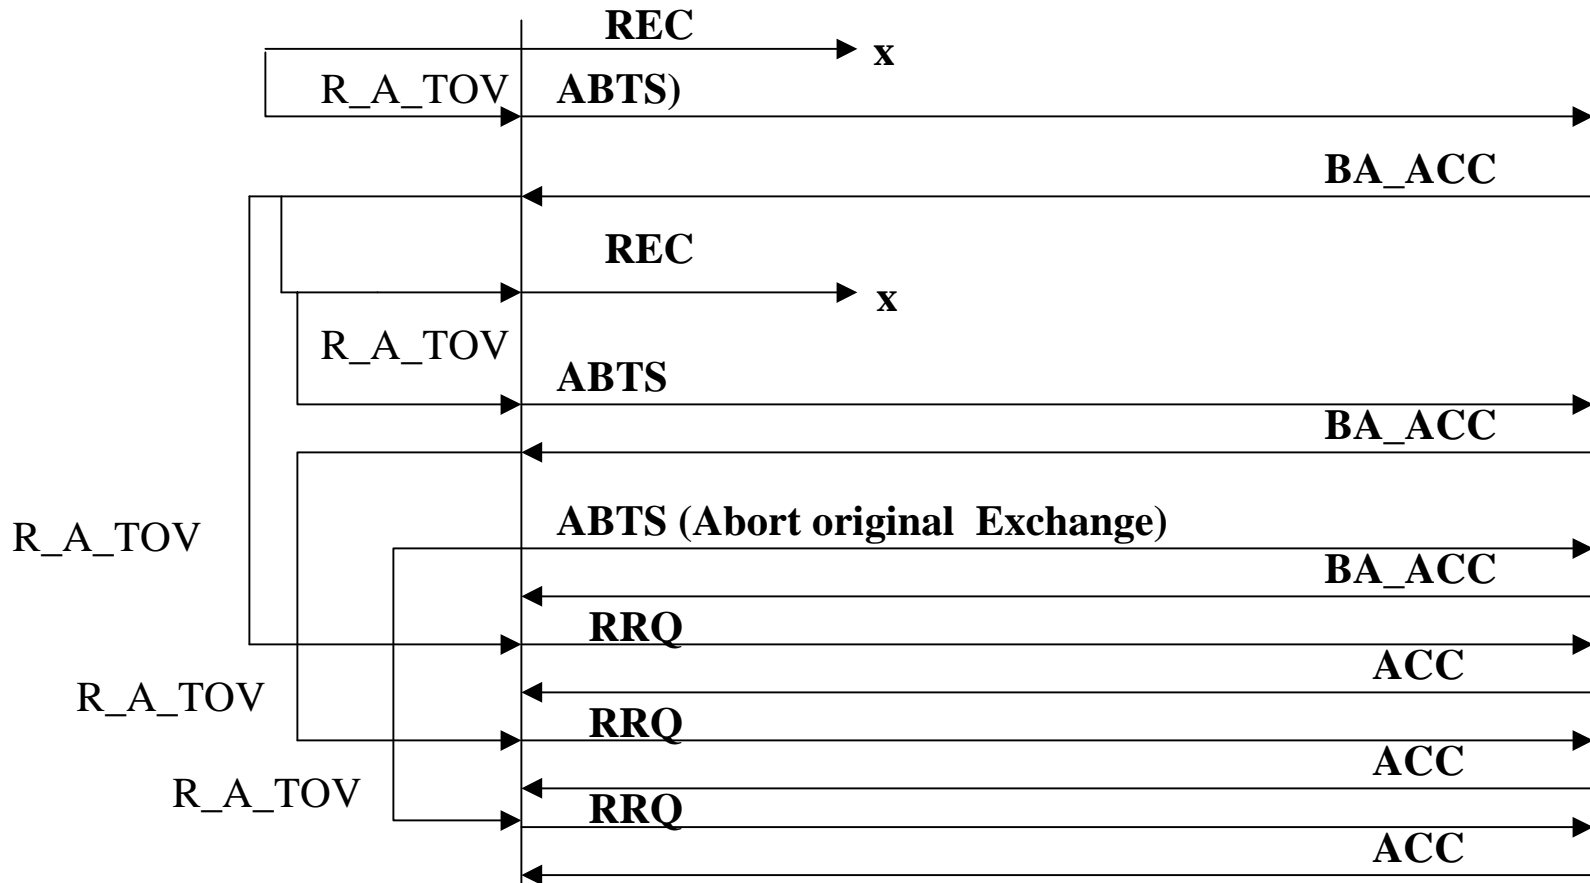 REC
x
R_A_TOV ABTS)
BA_ACC
REC
x
R_A_TOV
ABTS
BA_ACC
R_A_TOV
ABTS (Abort original Exchange)
BA_ACC
RRQ
ACC
R_A_TOV
RRQ
ACC
R_A_TOV
RRQ
ACC